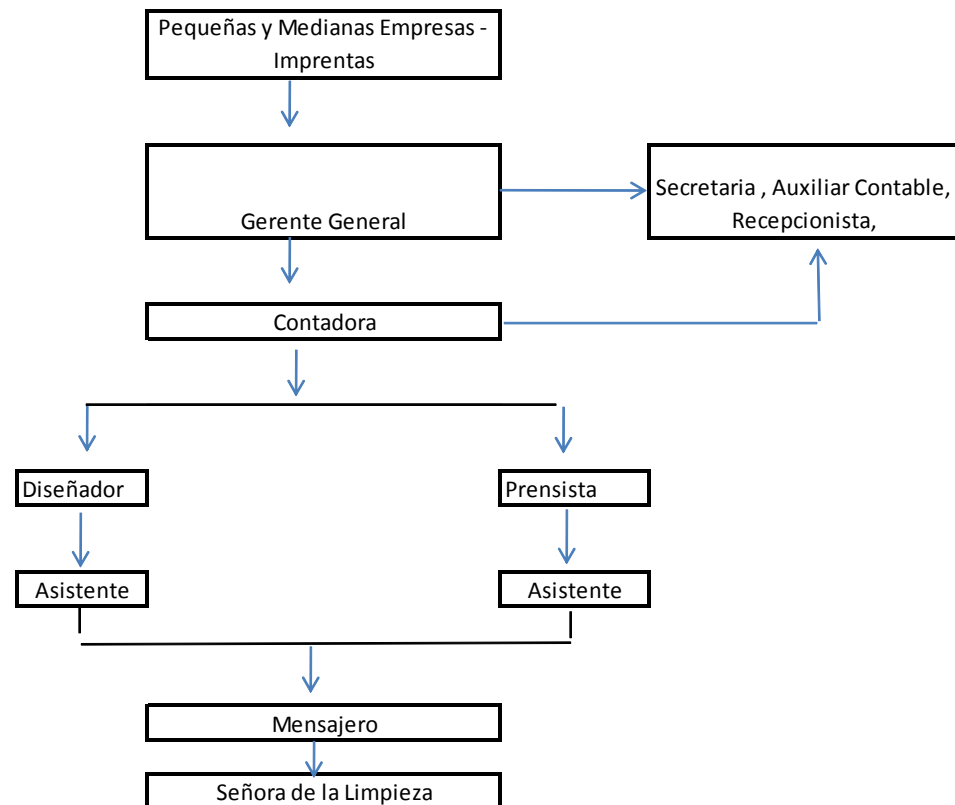 Pequeñas y Medianas Empresas -
Imprentas
Gerente General
Secretaria , Auxiliar Contable,
Recepcionista,
Contadora
Diseñador
Prensista
Asistente
Asistente
Mensajero
Señora de la Limpieza